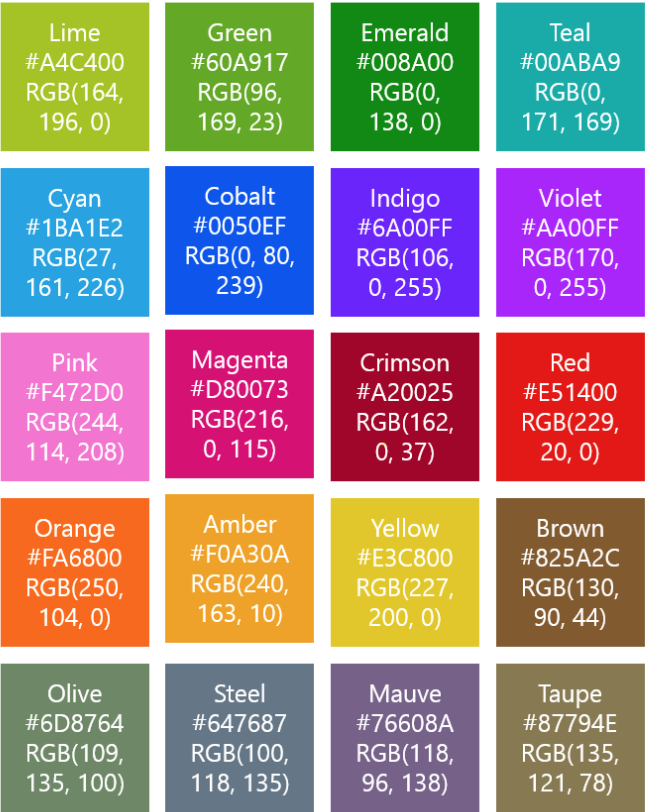 Lime
#A4C400
RGB(164,
196, 0)
Green
#60A917
RGB(96,
169, 23)
Emerald
#008A00
RGB(0,
138, 0)
Teal
#00ABA9
RGB(0,
171, 169)
Cyan
#1BA1E2
RGB(27,
161, 226)
Cobalt
#0050EF
RGB(0, 80,
239)
Indigo
#6A00FF
RGB(106,
0, 255)
Violet
#AA00FF
RGB(170,
0, 255)
Pink
#F472D0
RGB(244,
114, 208)
Magenta
#D80073
RGB(216,
0, 115)
Crimson
#A20025
RGB(162,
0, 37)
Red
#E51400
RGB(229,
20, 0)
Orange
#FA6800
RGB(250,
104, 0)
Amber
#F0A30A
RGB(240,
163, 10)
Yellow
#E3C800
RGB(227,
200, 0)
Brown
#825A2C
RGB(130,
90, 44)
Olive
#6D8764
RGB(109,
135, 100)
Steel
#647687
RGB(100,
118, 135)
Mauve
#76608A
RGB(118,
96, 138)
Taupe
#87794E
RGB(135,
121, 78)